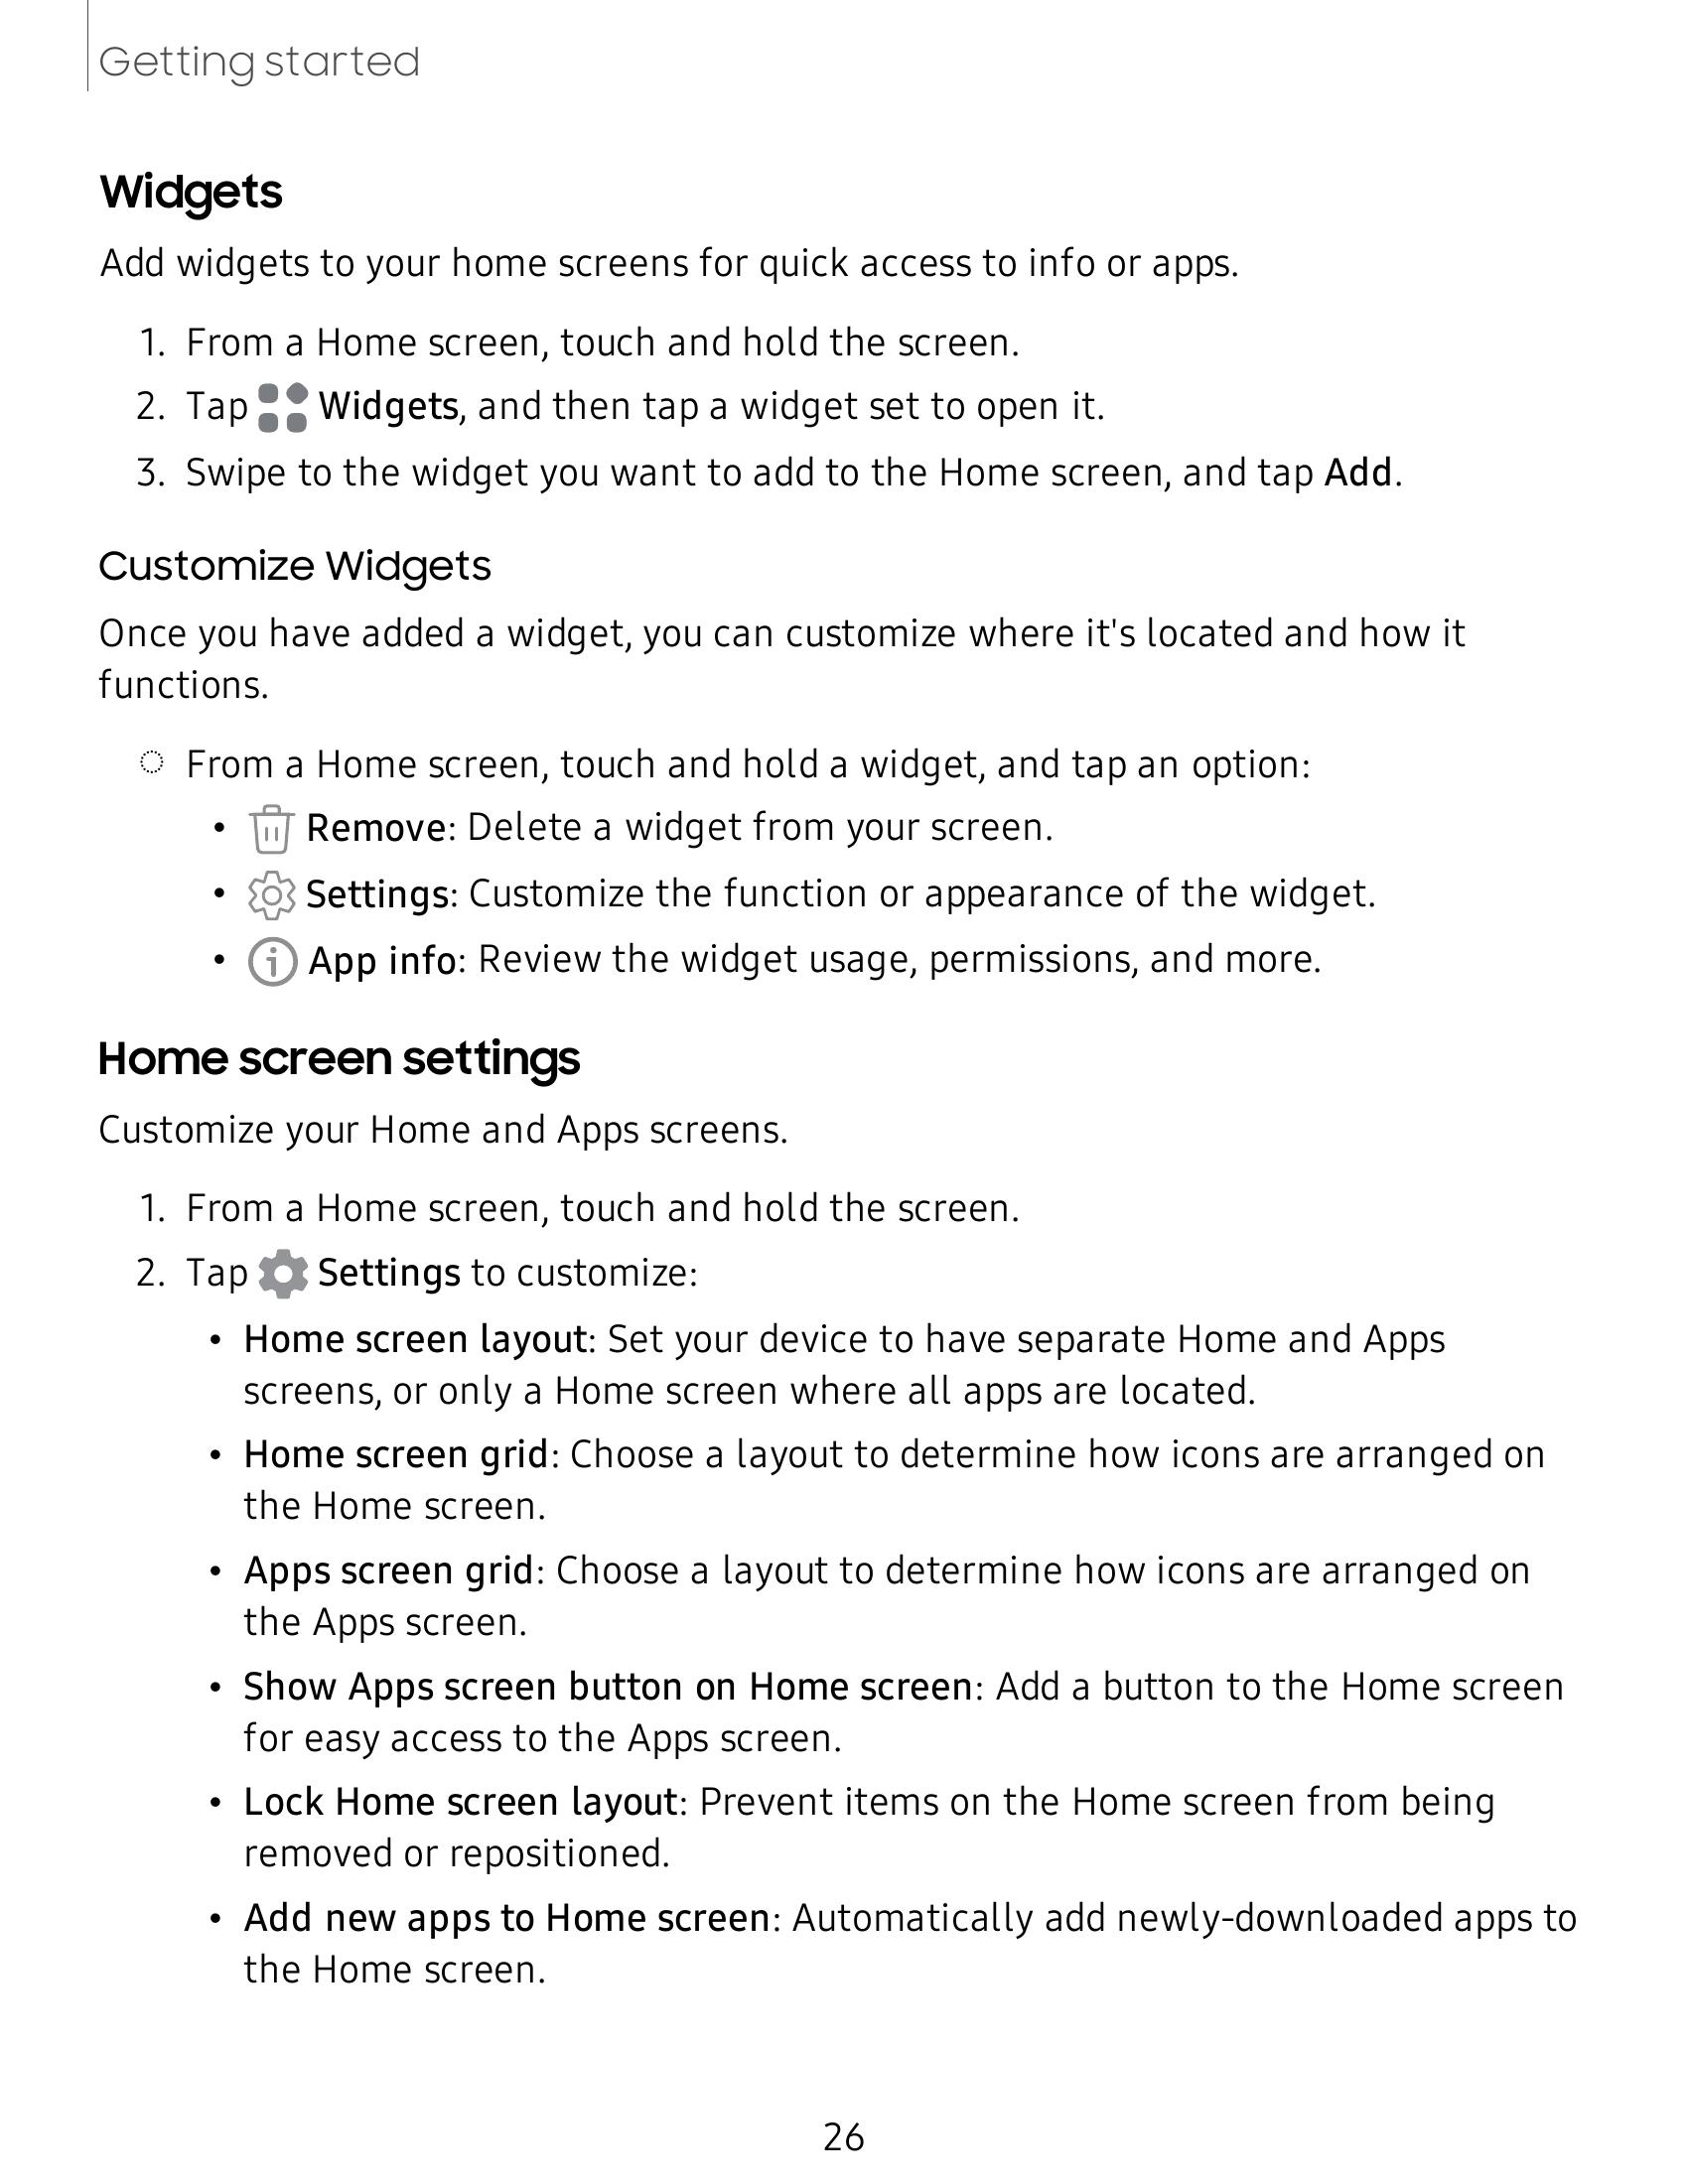 Getting started
Widgets
Add widgets to your home screens for quick access to info or apps.
1. From a Home screen, touch and hold the screen.
2. Tap Widgets, and then tap a widget set to open it.
3. Swipe to the widget you want to add to the Home screen, and tap Add.
Customize Widgets
Once you have added a widget, you can customize where it's located and how it
functions.
From a Home screen, touch and hold a widget, and tap an option:
• Remove: Delete a widget from your screen.
• Settings: Customize the function or appearance of the widget.
• App info: Review the widget usage, permissions, and more.
Home screen settings
Customize your Home and Apps screens.
1. From a Home screen, touch and hold the screen.
2. Tap Settings to customize:
• Home screen layout: Set your device to have separate Home and Apps
screens, or only a Home screen where all apps are located.
• Home screen grid: Choose a layout to determine how icons are arranged on
the Home screen.
• Apps screen grid: Choose a layout to determine how icons are arranged on
the Apps screen.
• Show Apps screen button on Home screen: Add a button to the Home screen
for easy access to the Apps screen.
• Lock Home screen layout: Prevent items on the Home screen from being
removed or repositioned.
• Add new apps to Home screen: Automatically add newly-downloaded apps to
the Home screen.
26